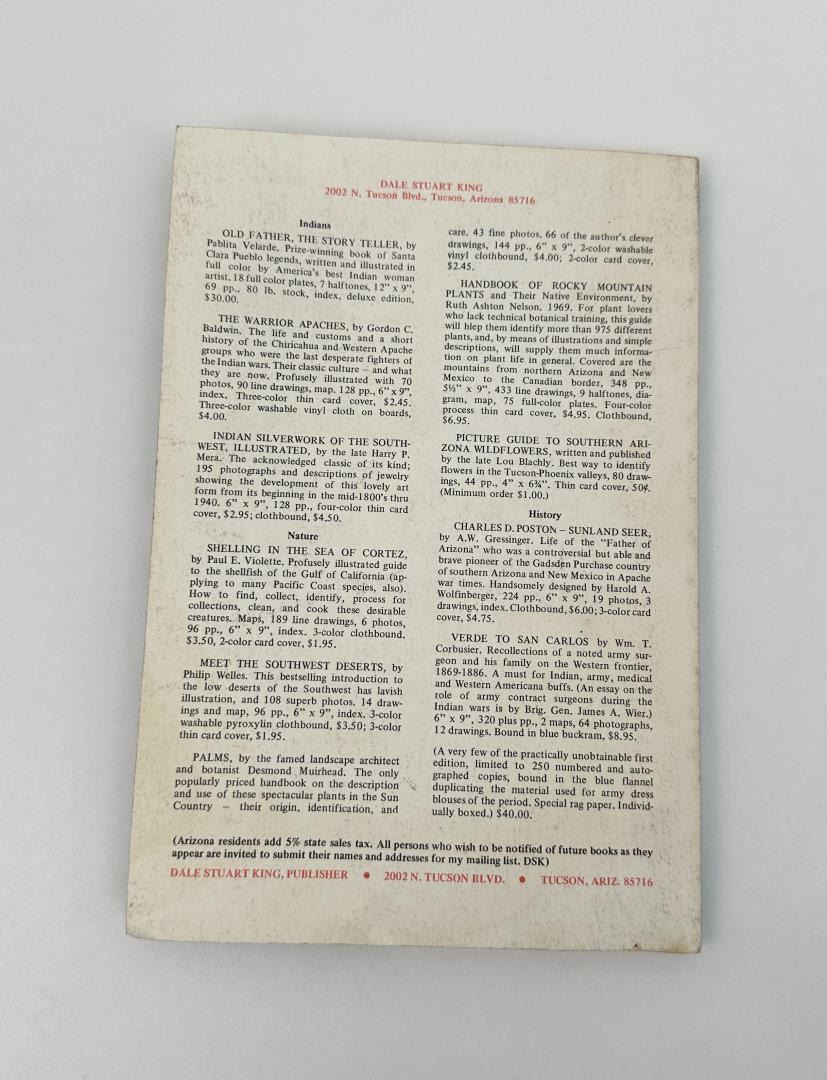 DALE STUART KING
2002 N. Tucson Blvd., Tucson, Arizona 85716
Indians
OLD FATHER, THE STORY TELLER, by
Pablita Velarde. Prize-winning book of Santa
Clara Pueblo legends, written and illustrated in
full color by America's best Indian woman
artist. 18 full color plates, 7 halftones, 12" x 9",
69 pp., 80 lb. stock, index, deluxe edition,
$30.00.
THE WARRIOR APACHES, by Gordon C.
Baldwin. The life and customs and a short
history of the Chiricahua and Western Apache
groups who were the last desperate fighters of
the Indian wars. Their classic culture – and what
they are now. Profusely illustrated with 70
photos, 90 line drawings, map. 128 pp., 6" x 9",
index. Three-color thin card cover, $2.45.
Three-color washable vinyl cloth on boards,
$4.00.
INDIAN SILVERWORK OF THE SOUTH-
WEST, ILLUSTRATED, by the late Harry P.
Mera. The acknowledged classic of its kind;
195 photographs and descriptions of jewelry
showing the development of this lovely art
form from its beginning in the mid-1800's thru
1940. 6" x 9", 128 pp., four-color thin card
cover, $2.95; clothbound, $4.50.
Nature
SHELLING IN THE SEA OF CORTEZ,
by Paul E. Violette. Profusely illustrated guide
to the shellfish of the Gulf of California (ap-
plying to many Pacific Coast species, also).
How to find, collect, identify, process for
collections, clean, and cook these desirable
creatures. Maps, 189 line drawings, 6 photos,
96 pp., 6" x 9", index. 3-color clothbound,
$3.50, 2-color card cover, $1.95.
MEET THE SOUTHWEST DESERTS, by
Philip Welles. This bestselling introduction to
the low deserts of the Southwest has lavish
illustration, and 108 superb photos. 14 draw-
ings and map, 96 pp., 6" x 9", index. 3-color
washable pyroxylin clothbound, $3.50; 3-color
thin card cover, $1.95.
PALMS, by the famed landscape architect
and botanist Desmond Muirhead. The only
popularly priced handbook on the description
and use of these spectacular plants in the Sun
Country – their origin, identification, and
care. 43 fine photos, 66 of the author's clever
drawings, 144 pp., 6" x 9", 2-color washable
vinyl clothbound, $4.00; 2-color card cover,
$2.45.
HANDBOOK OF ROCKY MOUNTAIN
PLANTS and Their Native Environment, by
Ruth Ashton Nelson. 1969. For plant lovers
who lack technical botanical training, this guide
will hlep them identify more than 975 different
plants, and, by means of illustrations and simple
descriptions, will supply them much informa-
tion on plant life in general. Covered are the
mountains from northern Arizona and New
Mexico to the Canadian border, 348 pp.,
5½" x 9", 433 line drawings, 9 halftones, dia-
gram, map, 75 full-color plates. Four-color
process thin card cover, $4.95. Clothbound,
$6.95.
PICTURE GUIDE TO SOUTHERN ARI-
ZONA WILDFLOWERS, written and published
by the late Lou Blachly. Best way to identify
flowers in the Tucson-Phoenix valleys, 80 draw-
ings, 44 pp., 4" x 6¾". Thin card cover, 50¢.
(Minimum order $1.00.)
History
CHARLES D. POSTON – SUNLAND SEER,
by A.W. Gressinger. Life of the "Father of
Arizona" who was a controversial but able and
brave pioneer of the Gadsden Purchase country
of southern Arizona and New Mexico in Apache
war times. Handsomely designed by Harold A.
Wolfinberger, 224 pp., 6" x 9", 19 photos, 3
drawings, index. Clothbound, $6.00; 3-color card
cover, $4.75.
VERDE TO SAN CARLOS by Wm. T.
Corbusier. Recollections of a noted army sur-
geon and his family on the Western frontier,
1869-1886. A must for Indian, army, medical
and Western Americana buffs. (An essay on the
role of army contract surgeons during the
Indian wars is by Brig. Gen. James A. Wier.)
6" x 9", 320 plus pp., 2 maps, 64 photographs,
12 drawings. Bound in blue buckram, $8.95.
(A very few of the practically unobtainable first
edition, limited to 250 numbered and auto-
graphed copies, bound in the blue flannel
duplicating the material used for army dress
blouses of the period. Special rag paper. Individ-
ually boxed.) $40.00.
(Arizona residents add 5% state sales tax. All persons who wish to be notified of future books as they
appear are invited to submit their names and addresses for my mailing list. DSK)
DALE STUART KING, PUBLISHER • 2002 N. TUCSON BLVD. • TUCSON, ARIZ. 85716